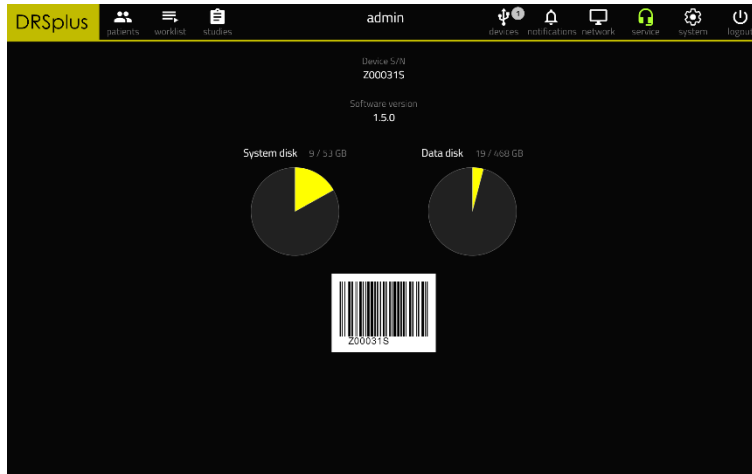 DRSplus patients worklist studies admin devices 1 notifications network service system logout
Device S/N
Z00031S
Software version
1.5.0
System disk 9 / 53 GB Data disk 19 / 468 GB
Z00031S